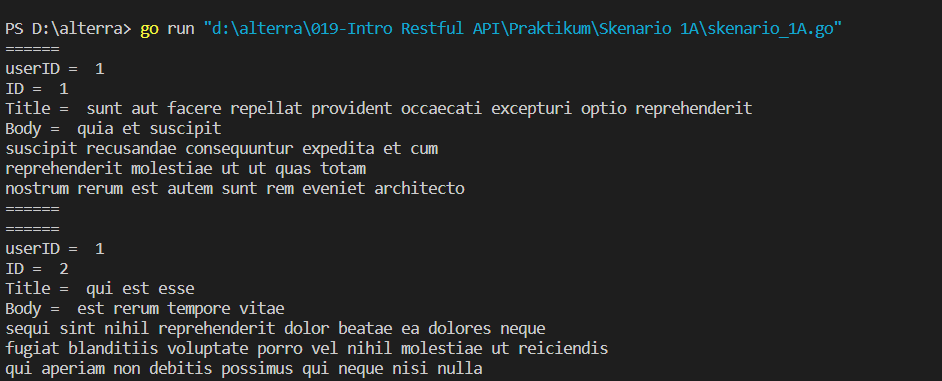 PS D:\alterra> go run "d:\alterra\019-Intro Restful API\Praktikum\Skenario 1A\skenario_1A.go"
======
userID =  1
ID =  1
Title =  sunt aut facere repellat provident occaecati excepturi optio reprehenderit
Body =  quia et suscipit
suscipit recusandae consequuntur expedita et cum
reprehenderit molestiae ut ut quas totam
nostrum rerum est autem sunt rem eveniet architecto
======
======
userID =  1
ID =  2
Title =  qui est esse
Body =  est rerum tempore vitae
sequi sint nihil reprehenderit dolor beatae ea dolores neque
fugiat blanditiis voluptate porro vel nihil molestiae ut reiciendis
qui aperiam non debitis possimus qui neque nisi nulla